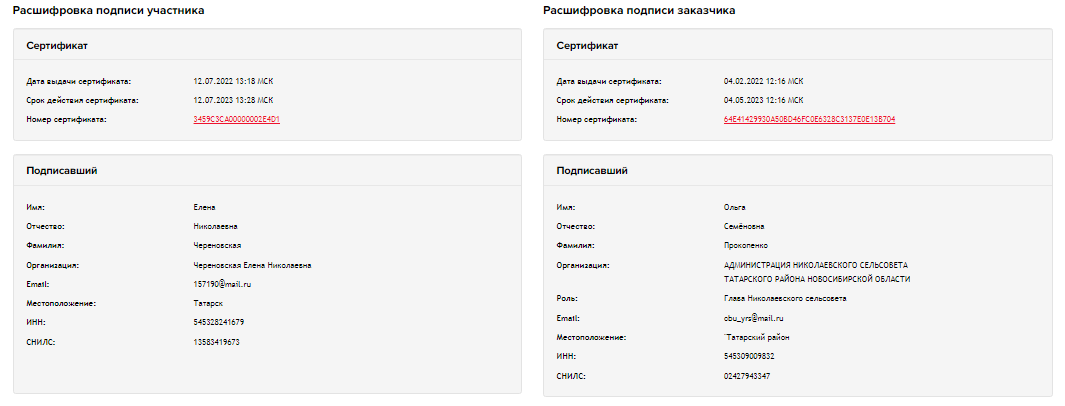 Расшифровка подписи участника
Сертификат
Дата выдачи сертификата: 12.07.2022 13:18 МСК
Срок действия сертификата: 12.07.2023 13:28 МСК
Номер сертификата: 3459C3CA00000002E4D1
Подписавший
Имя: Елена
Отчество: Николаевна
Фамилия: Череновская
Организация: Череновская Елена Николаевна
Email: 157190@mail.ru
Местоположение: Татарск
ИНН: 545328241679
СНИЛС: 13583419673
Расшифровка подписи заказчика
Сертификат
Дата выдачи сертификата: 04.02.2022 12:16 МСК
Срок действия сертификата: 04.05.2023 12:16 МСК
Номер сертификата: 64E41429930A50BD46FC0E632BC3137E0E13B704
Подписавший
Имя: Ольга
Отчество: Семёновна
Фамилия: Прокопенко
Организация: АДМИНИСТРАЦИЯ НИКОЛАЕВСКОГО СЕЛЬСОВЕТА
ТАТАРСКОГО РАЙОНА НОВОСИБИРСКОЙ ОБЛАСТИ
Роль: Глава Николаевского сельсовета
Email: cbu_yrs@mail.ru
Местоположение: "Татарский район
ИНН: 545309009832
СНИЛС: 02427943347